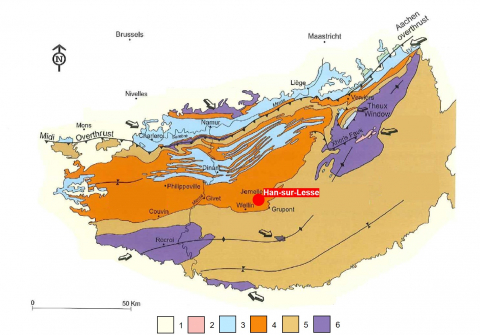 Aachen
overthrust
Brussels
Maastricht
N
Liège
Nivelles
Verviers
Theux
Window
Mons
Namur
Midi
Overthrust
Charleroi
Dinant
Philippeville
Jemelle
Han-sur-Lesse
Givet
Wellin
Grupont
Couvin
Meuse
Rocroi
0
50 Km
1
2
3
4
5
6